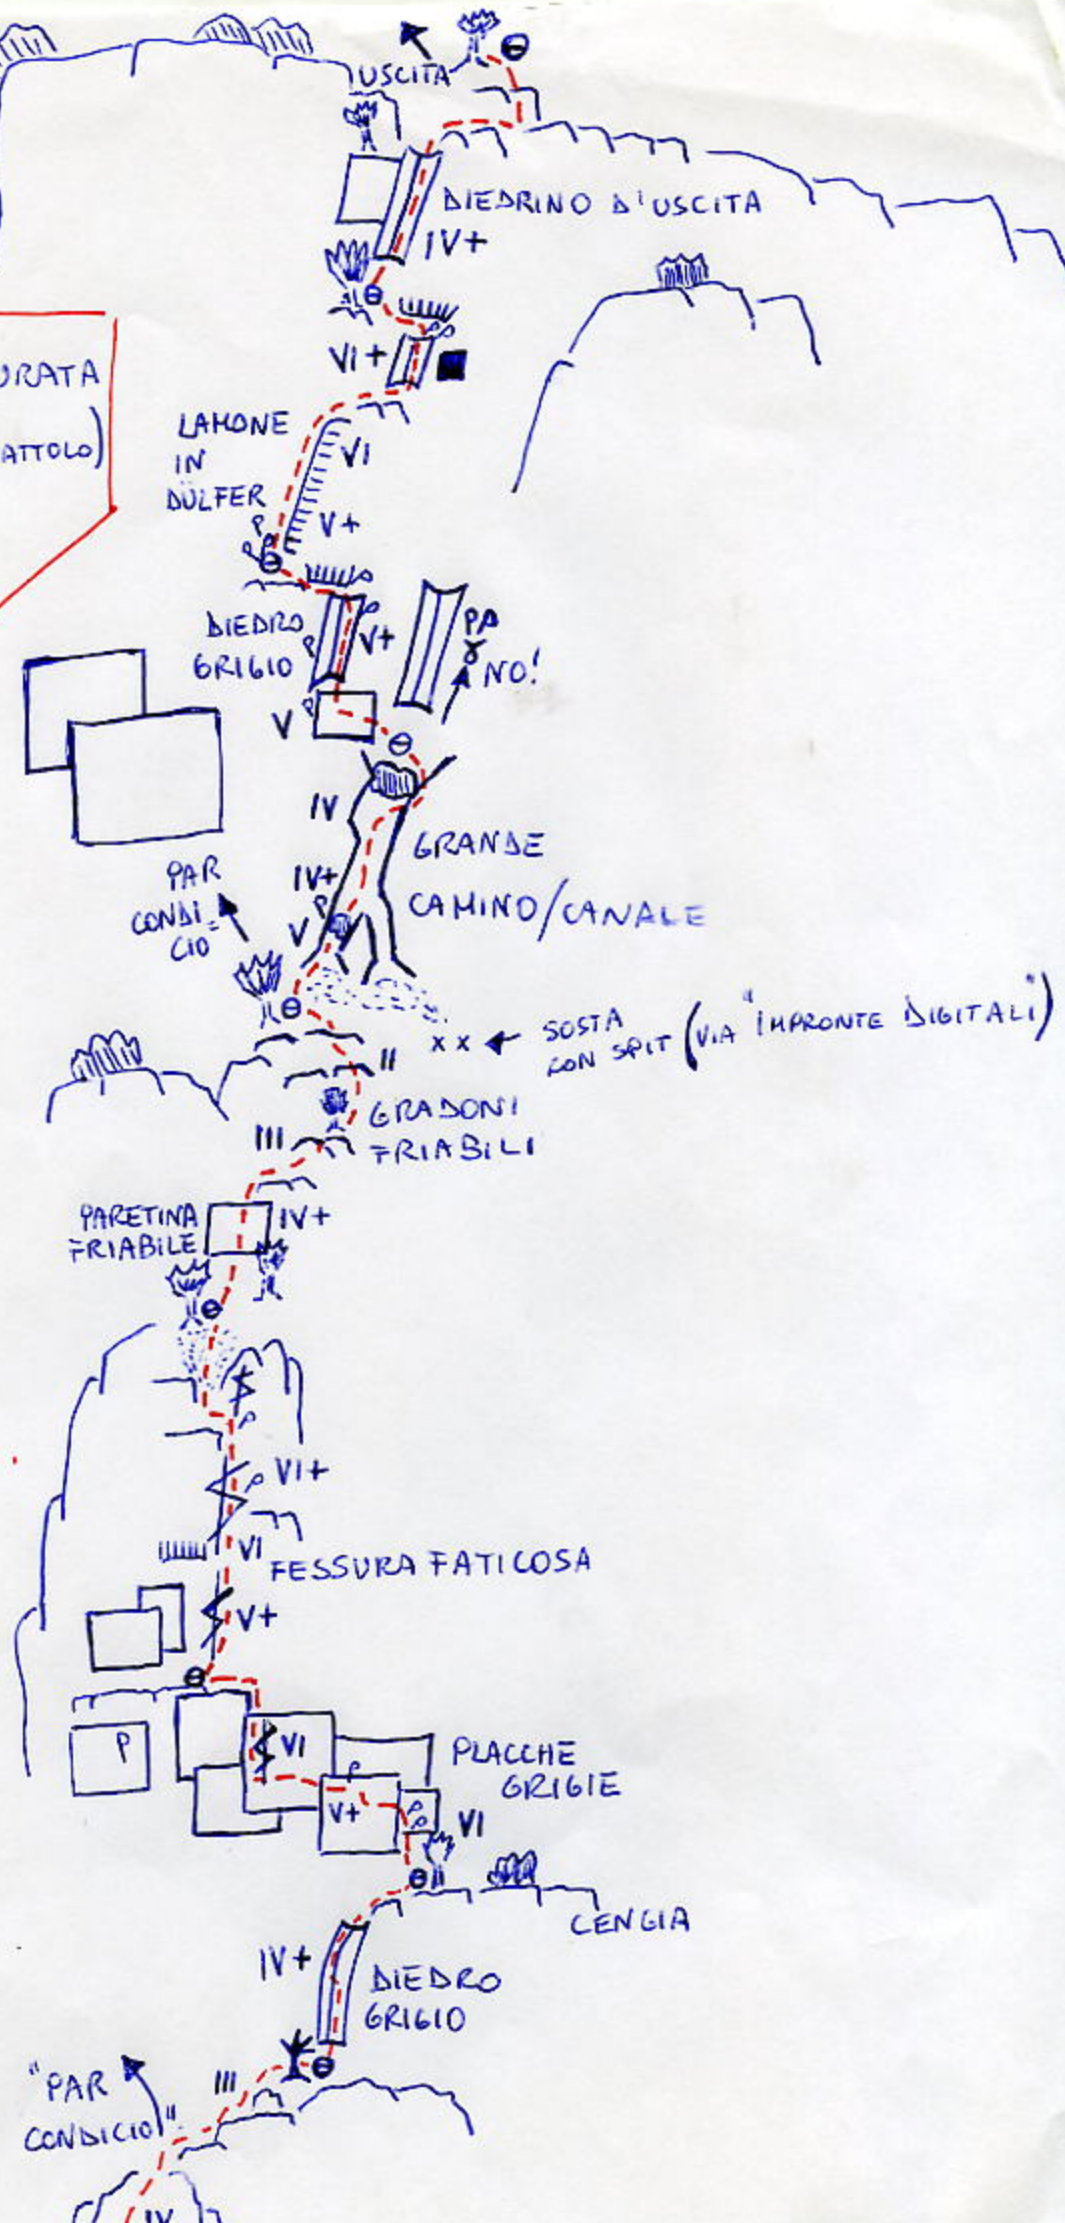 USCITA
DIEDRINO D'USCITA
IV+
VI+
URATA
ATTOLO)
LAMONE
IN
DÜLFER
VI
V+
P
P
P
DIEDRO
GRIGIO
P
V+
PA
NO!
V
P
IV
GRANDE
CAMINO/CANALE
IV+
P
V
PAR
CONDI=
CIO
X X
SOSTA
CON SPIT (VIA "IMPRONTE DIGITALI")
II
GRADONI
FRIABILI
III
PARETINA
FRIABILE
IV+
P
P
VI+
VI
FESSURA FATICOSA
V+
P
VI
PLACCHE
GRIGIE
P
V+
P
P
VI
CENGIA
IV+
DIEDRO
GRIGIO
III
"PAR
CONDICIO"
IV